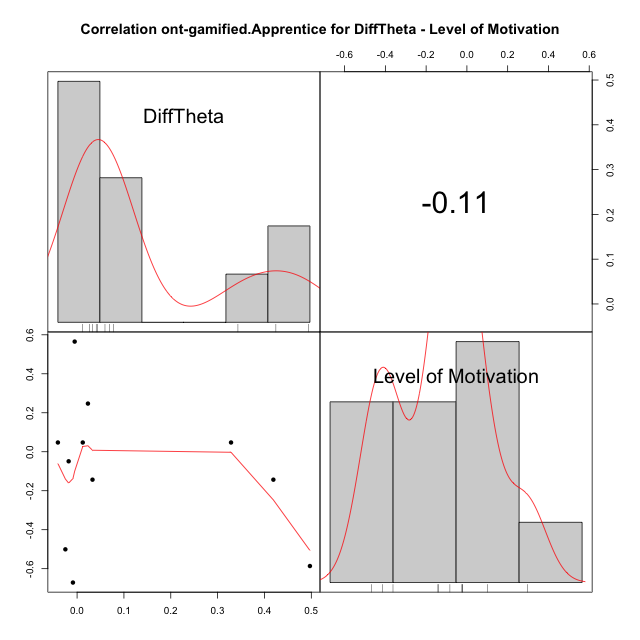 Correlation ont-gamified.Apprentice for DiffTheta - Level of Motivation
-0.6 -0.4 -0.2 0.0 0.2 0.4 0.6
DiffTheta
-0.11
0.5
0.4
0.3
0.2
0.1
0.0
0.6
0.4
0.2
0.0
-0.2
-0.4
-0.6
Level of Motivation
0.0 0.1 0.2 0.3 0.4 0.5